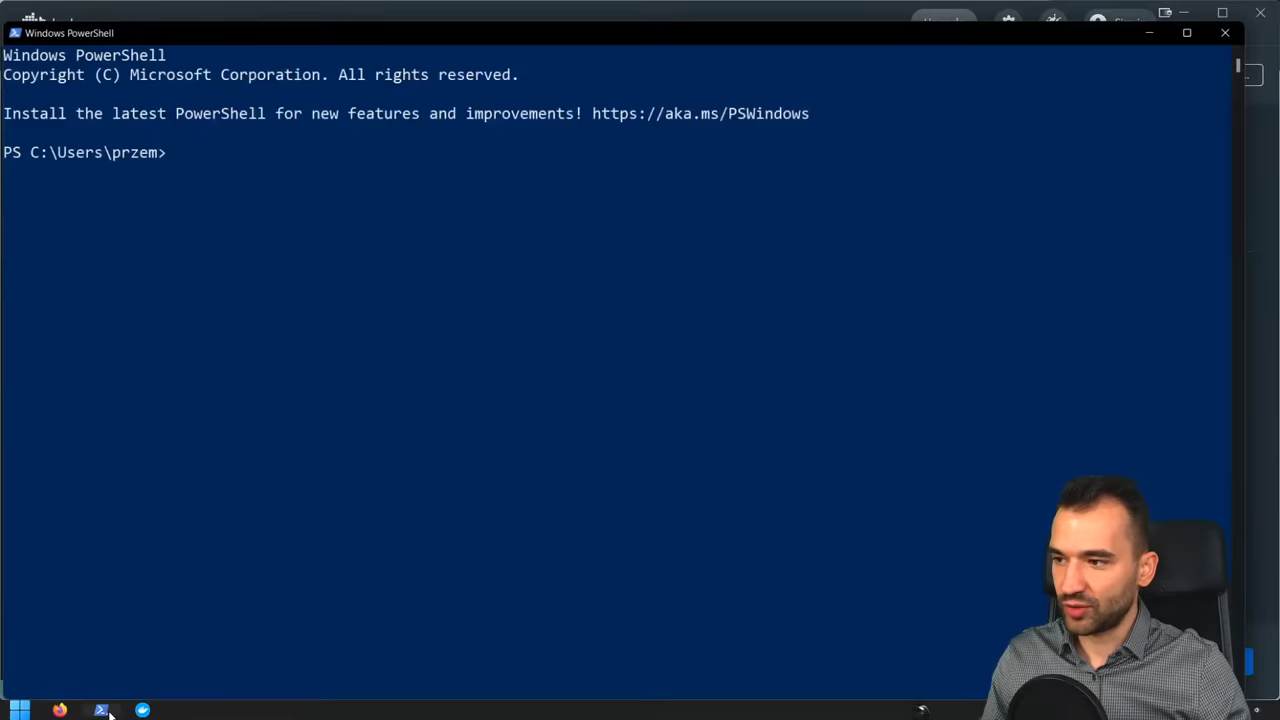 Windows PowerShell
Windows PowerShell
Copyright (C) Microsoft Corporation. All rights reserved.
Install the latest PowerShell for new features and improvements! https://aka.ms/PSWindows
PS C:\Users\przem>